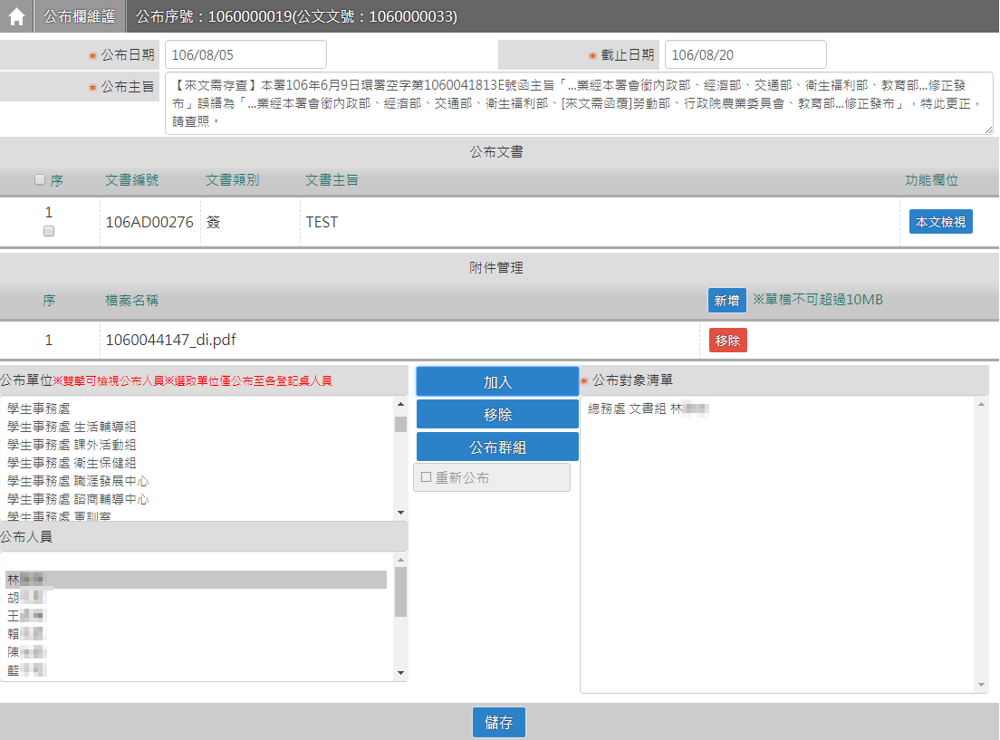 公布欄維護 公布序號：1060000019(公文文號：1060000033)
* 公布日期 106/08/05 * 截止日期 106/08/20
* 公布主旨 【來文需存查】本署106年6月9日環署空字第1060041813E號函主旨「...業經本署會銜內政部、經濟部、交通部、衛生福利部、教育部...修正發
布」誤繕為「...業經本署會銜內政部、經濟部、交通部、衛生福利部、[來文需函覆]勞動部、行政院農業委員會、教育部...修正發布」，特此更正，
請查照。
公布文書
序 文書編號 文書類別 文書主旨 功能欄位
1 106AD00276 簽 TEST 本文檢視
附件管理
序 檔案名稱 新增 ※單檔不可超過10MB
1 1060044147_di.pdf 移除
公布單位※雙擊可檢視公布人員※選取單位僅公布至各登記桌人員
學生事務處
學生事務處 生活輔導組
學生事務處 課外活動組
學生事務處 衛生保健組
學生事務處 職涯發展中心
學生事務處 諮商輔導中心
學生事務處 軍訓室
公布人員
林
胡
王
賴
陳
藍
加入
移除
公布群組
重新公布
* 公布對象清單
總務處 文書組 林
儲存